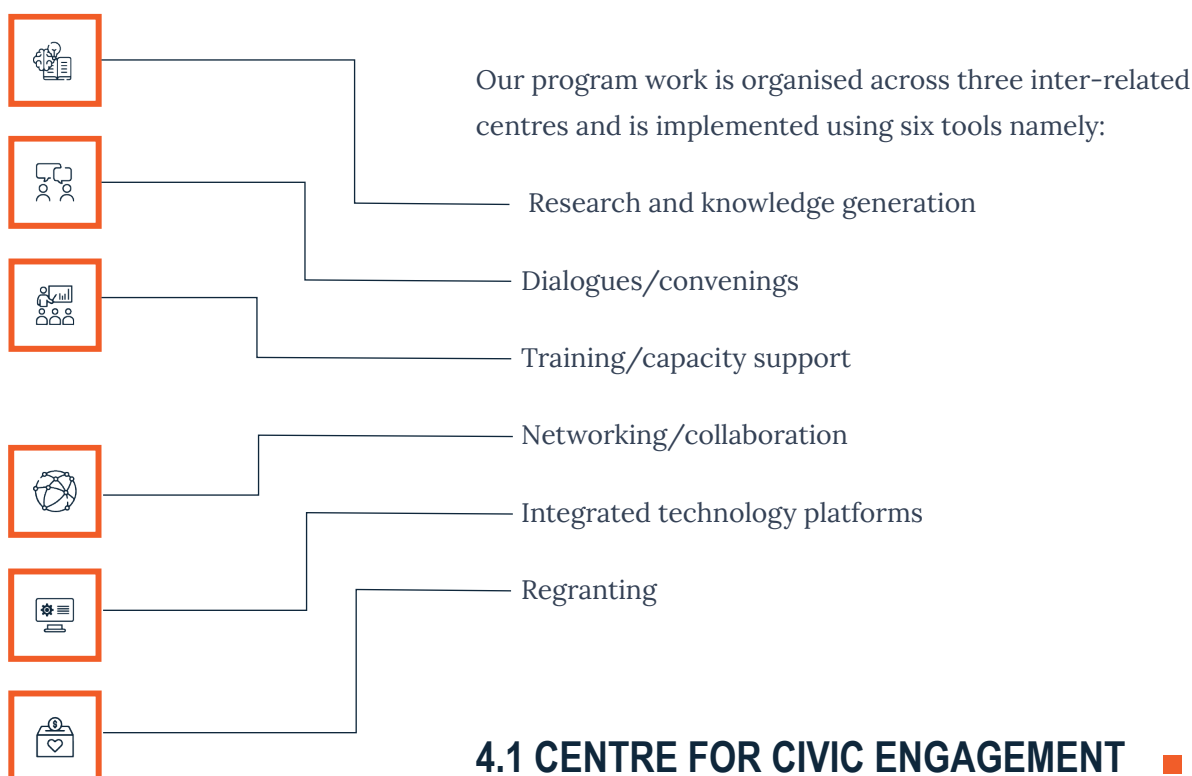 Our program work is organised across three inter-related
centres and is implemented using six tools namely:
Research and knowledge generation
Dialogues/convenings
Training/capacity support
Networking/collaboration
Integrated technology platforms
Regranting
4.1 CENTRE FOR CIVIC ENGAGEMENT